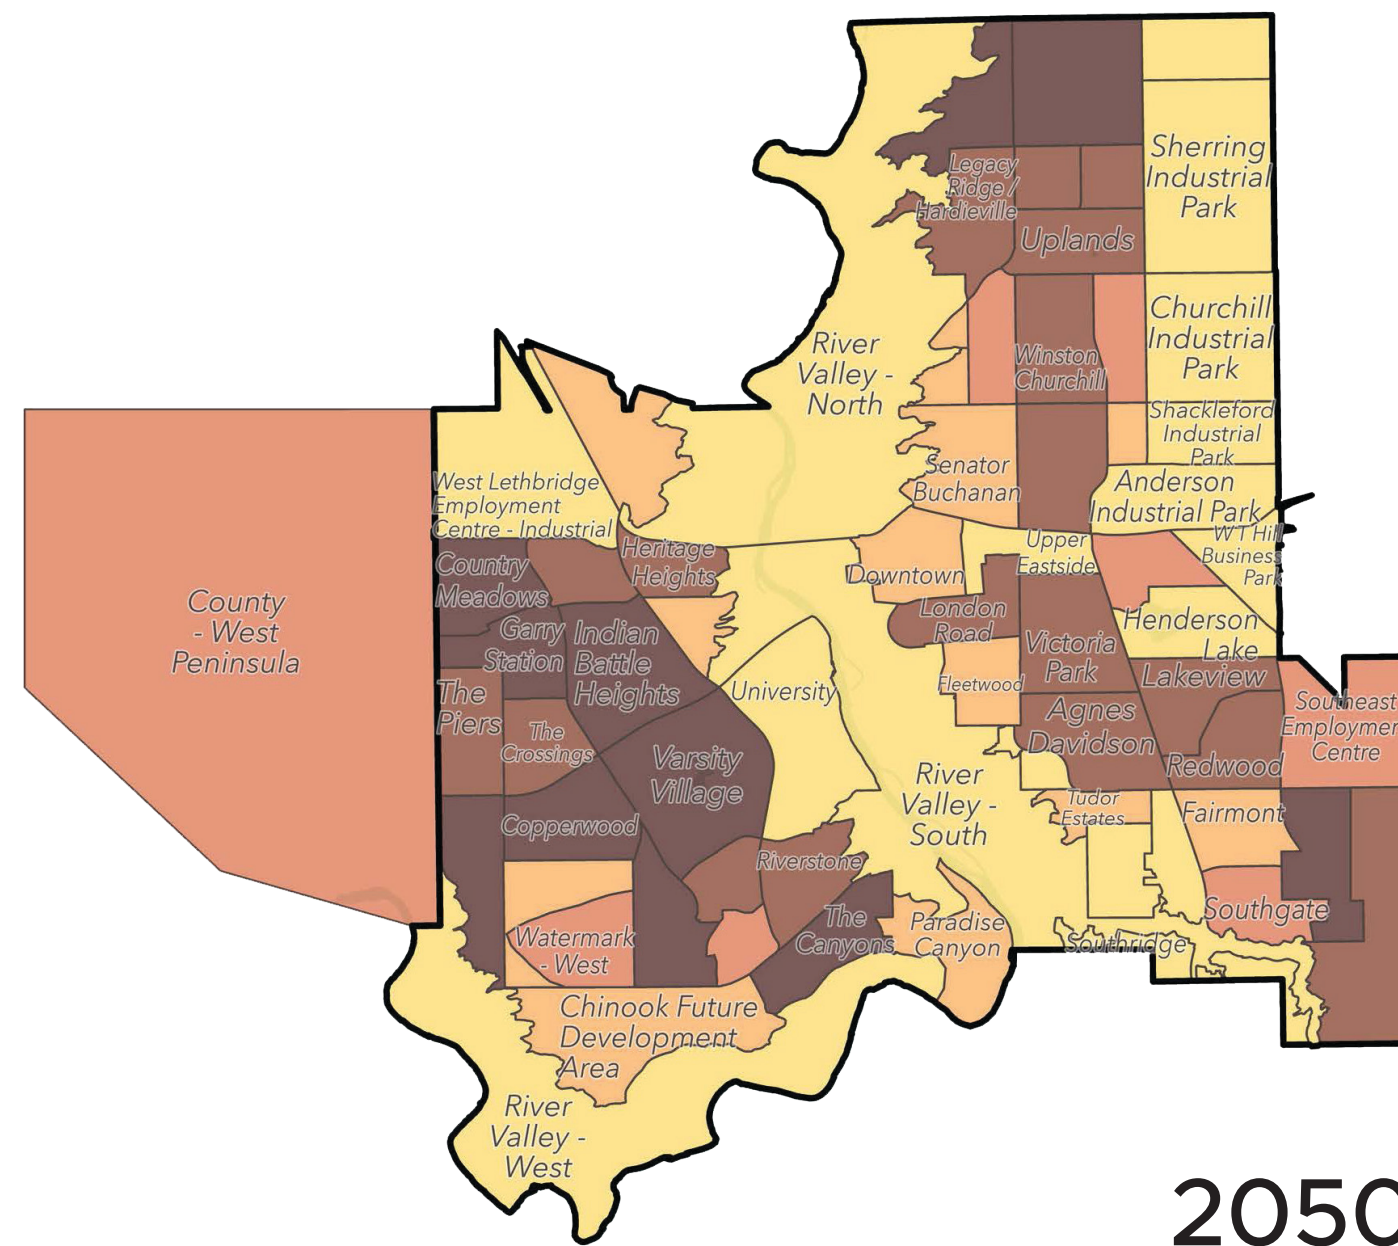 Sherring
Industrial
Park
Legacy
Ridge /
Hardieville
Uplands
Churchill
Industrial
Park
River
Valley -
North
Winston
Churchill
Shackleford
Industrial
Park
Senator
Buchanan
Anderson
Industrial Park
West Lethbridge
Employment
Centre - Industrial
W T Hill
Business
Park
Upper
Eastside
Heritage
Heights
Country
Meadows
Downtown
County
- West
Peninsula
London
Road
Henderson
Lake
Garry
Station
Indian
Battle
Heights
Victoria
Park
Lakeview
The
Piers
University
Fleetwood
Southeast
Employmen
Centre
Agnes
Davidson
The
Crossings
Varsity
Village
Redwood
River
Valley -
South
Tudor
Estates
Fairmont
Copperwood
Riverstone
Southgate
The
Canyons
Paradise
Canyon
Southridge
Watermark
- West
Chinook Future
Development
Area
River
Valley -
West
2050